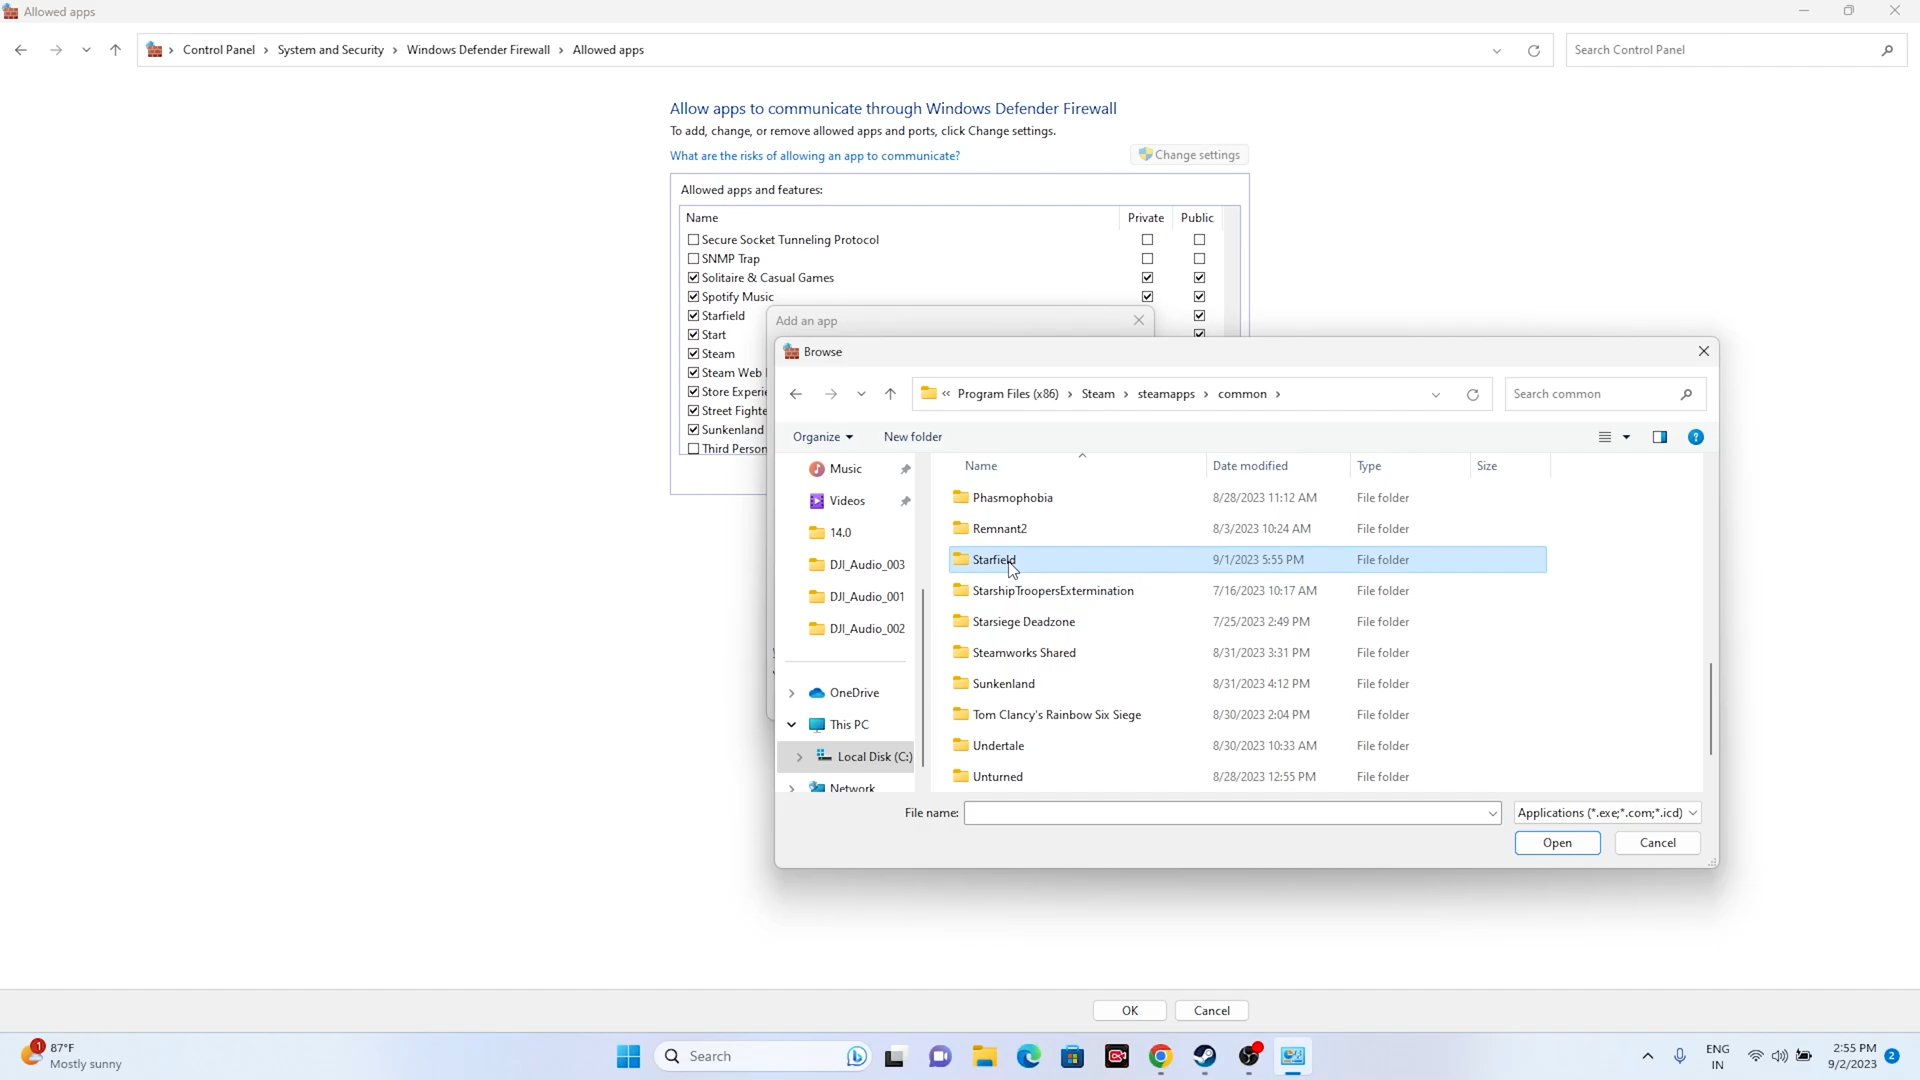 Allowed apps
Control Panel > System and Security > Windows Defender Firewall > Allowed apps
Search Control Panel
Allow apps to communicate through Windows Defender Firewall
To add, change, or remove allowed apps and ports, click Change settings.
What are the risks of allowing an app to communicate?
Change settings
Allowed apps and features:
Name Private Public
Secure Socket Tunneling Protocol
SNMP Trap
Solitaire & Casual Games
Spotify Music
Starfield
Start
Steam
Steam Web
Store Experie
Street Fighte
Sunkenland
Third Person
Add an app
Browse
« Program Files (x86) > Steam > steamapps > common >
Search common
Organize New folder
Music
Videos
14.0
DJI_Audio_003
DJI_Audio_001
DJI_Audio_002
OneDrive
This PC
Local Disk (C:)
Network
Name Date modified Type Size
Phasmophobia 8/28/2023 11:12 AM File folder
Remnant2 8/3/2023 10:24 AM File folder
Starfield 9/1/2023 5:55 PM File folder
StarshipTroopersExtermination 7/16/2023 10:17 AM File folder
Starsiege Deadzone 7/25/2023 2:49 PM File folder
Steamworks Shared 8/31/2023 3:31 PM File folder
Sunkenland 8/31/2023 4:12 PM File folder
Tom Clancy's Rainbow Six Siege 8/30/2023 2:04 PM File folder
Undertale 8/30/2023 10:33 AM File folder
Unturned 8/28/2023 12:55 PM File folder
File name: Applications (*.exe;*.com;*.icd)
Open Cancel
OK Cancel
1 87°F
Mostly sunny
Search
ENG
IN
2:55 PM
9/2/2023
2